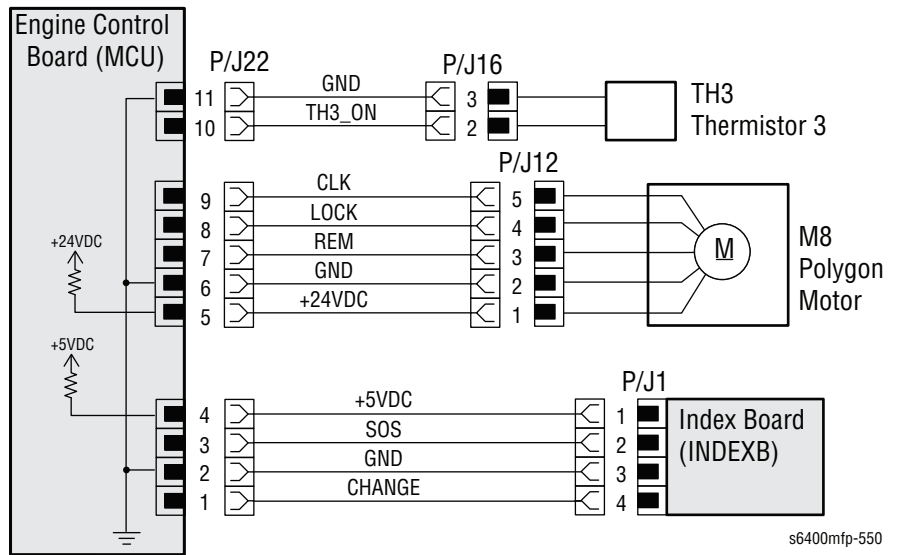 Engine Control
Board (MCU)
P/J22
P/J16
11
GND
3
TH3
10
TH3_ON
2
Thermistor 3
P/J12
9
CLK
5
8
LOCK
4
7
REM
3
6
GND
2
5
+24VDC
1
+24VDC
M
M8
Polygon
Motor
+5VDC
P/J1
4
+5VDC
1
3
SOS
2
2
GND
3
1
CHANGE
4
Index Board
(INDEXB)
s6400mfp-550